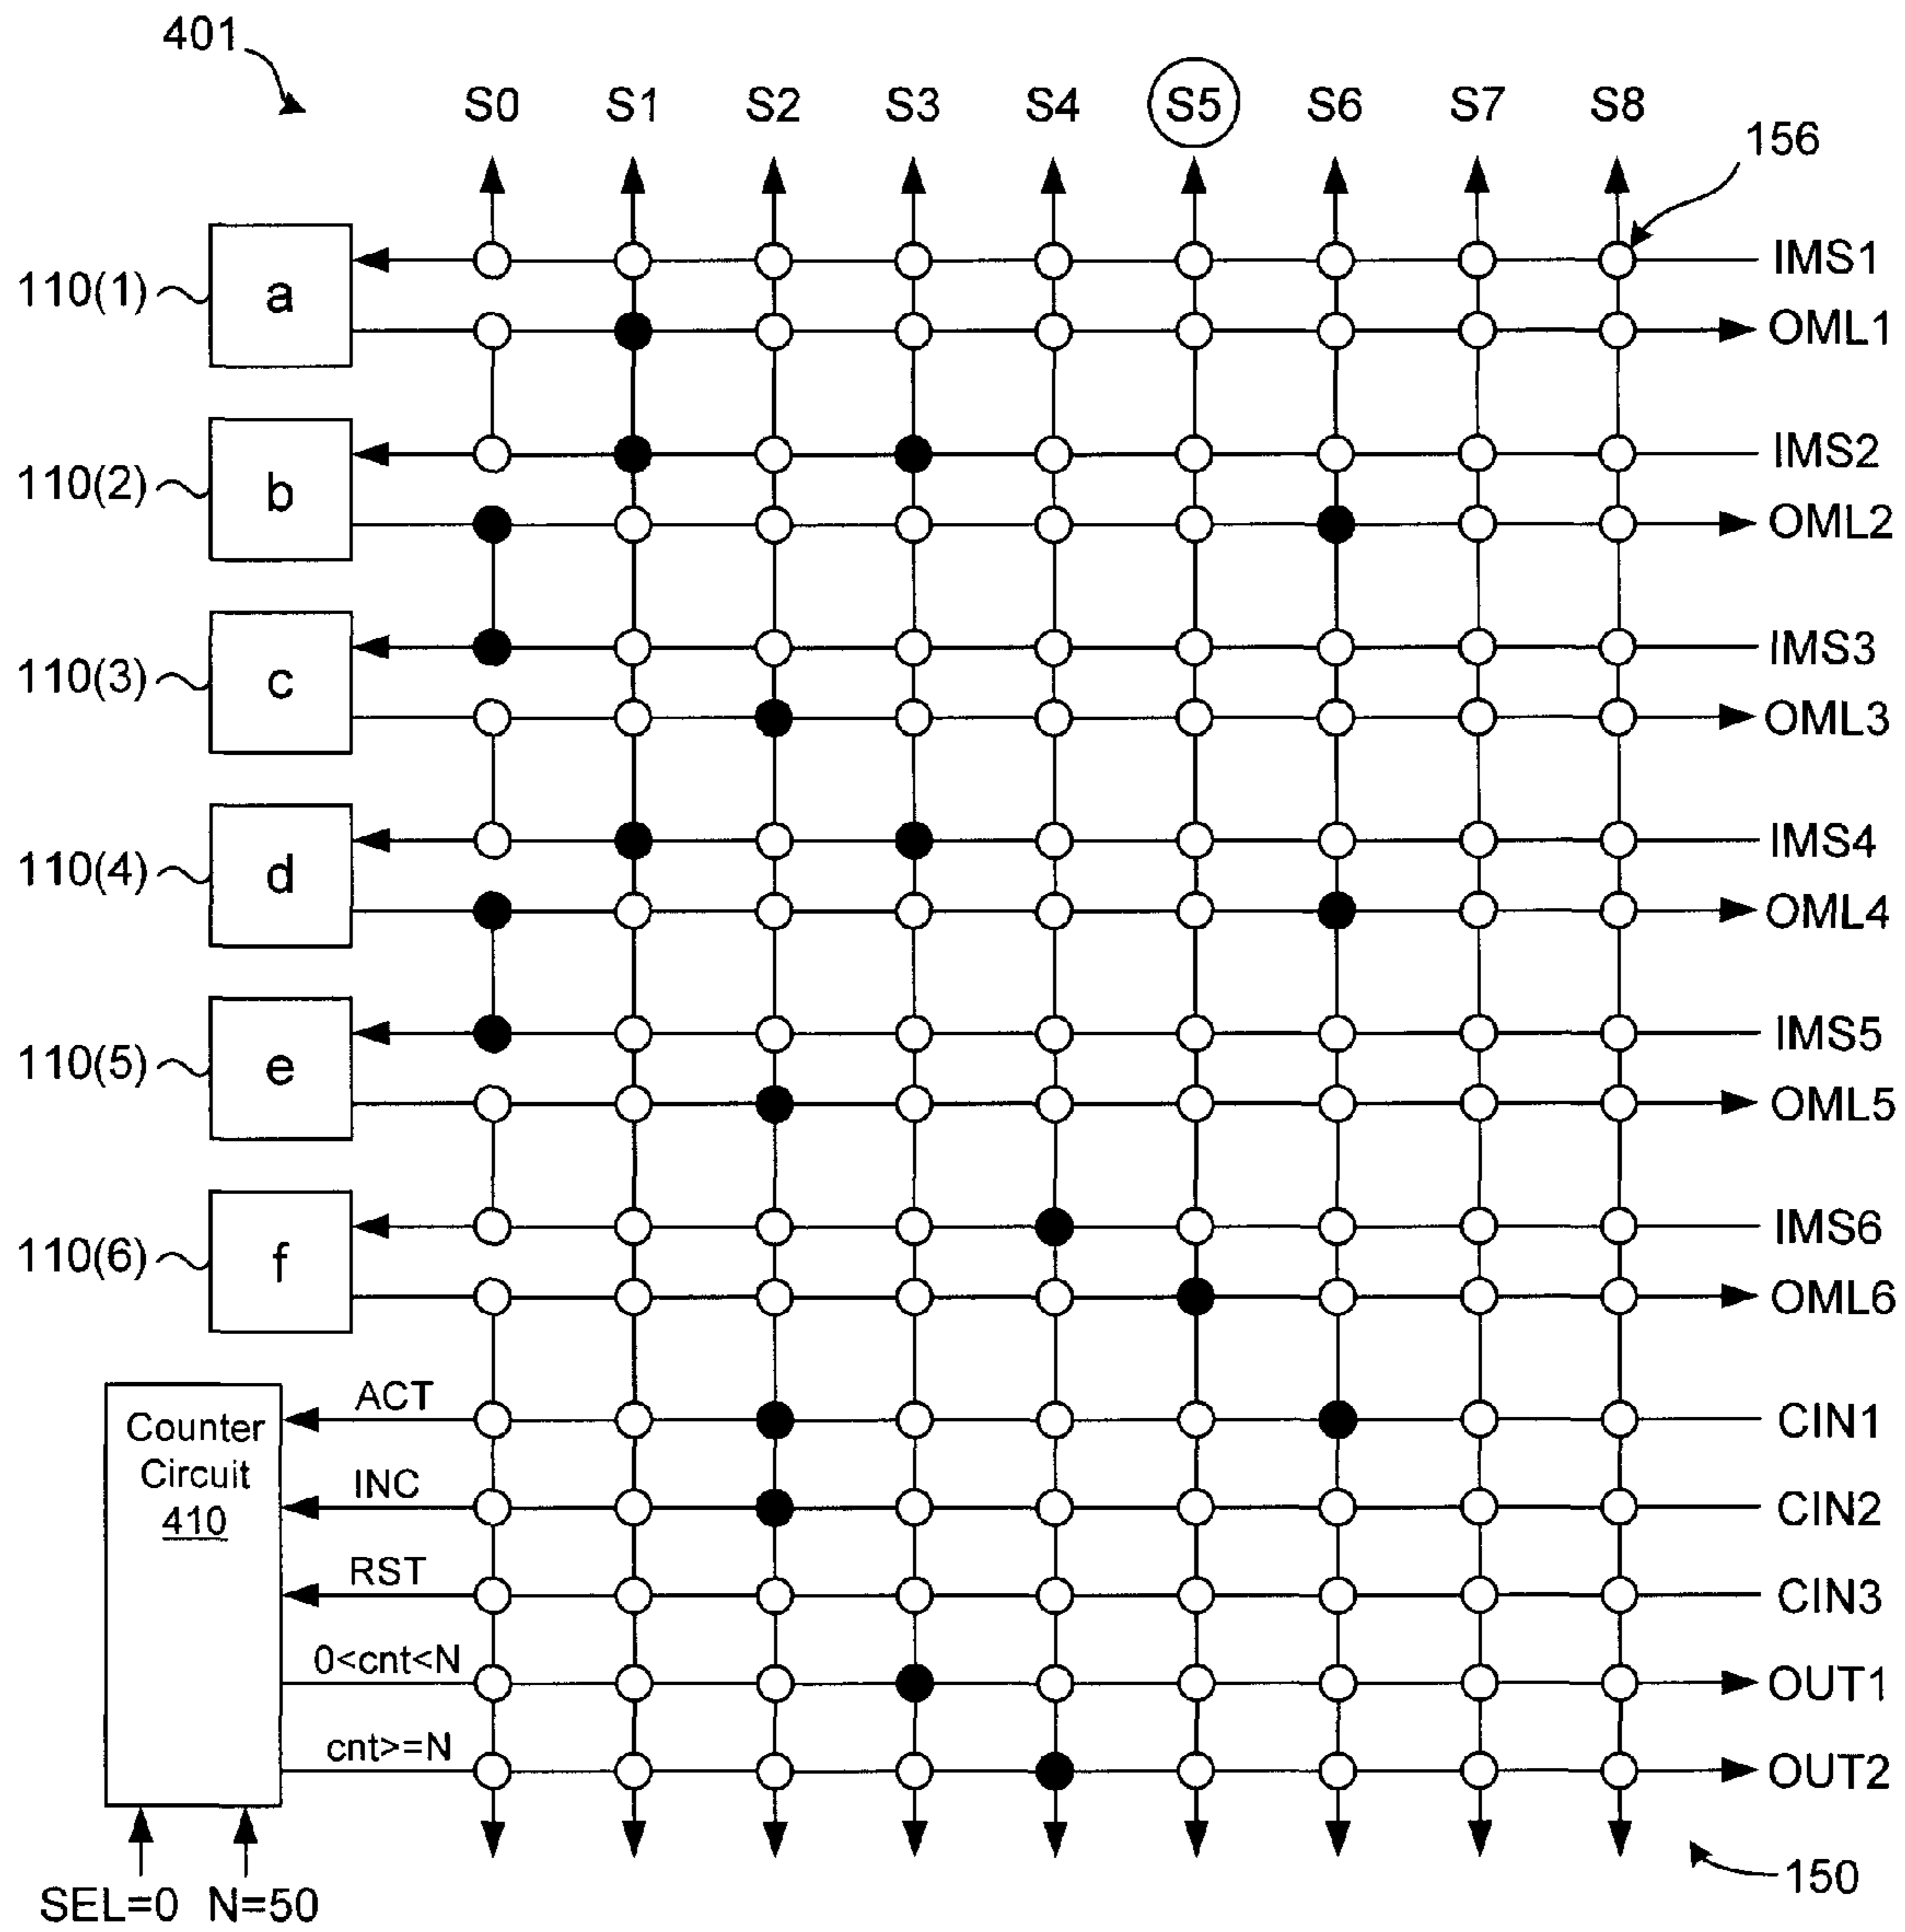 401
S0 S1 S2 S3 S4 S5 S6 S7 S8
156
110(1) a IMS1
OML1
110(2) b IMS2
OML2
110(3) c IMS3
OML3
110(4) d IMS4
OML4
110(5) e IMS5
OML5
110(6) f IMS6
OML6
Counter
Circuit
410
ACT CIN1
INC CIN2
RST CIN3
0<cnt<N OUT1
cnt>=N OUT2
SEL=0 N=50
150